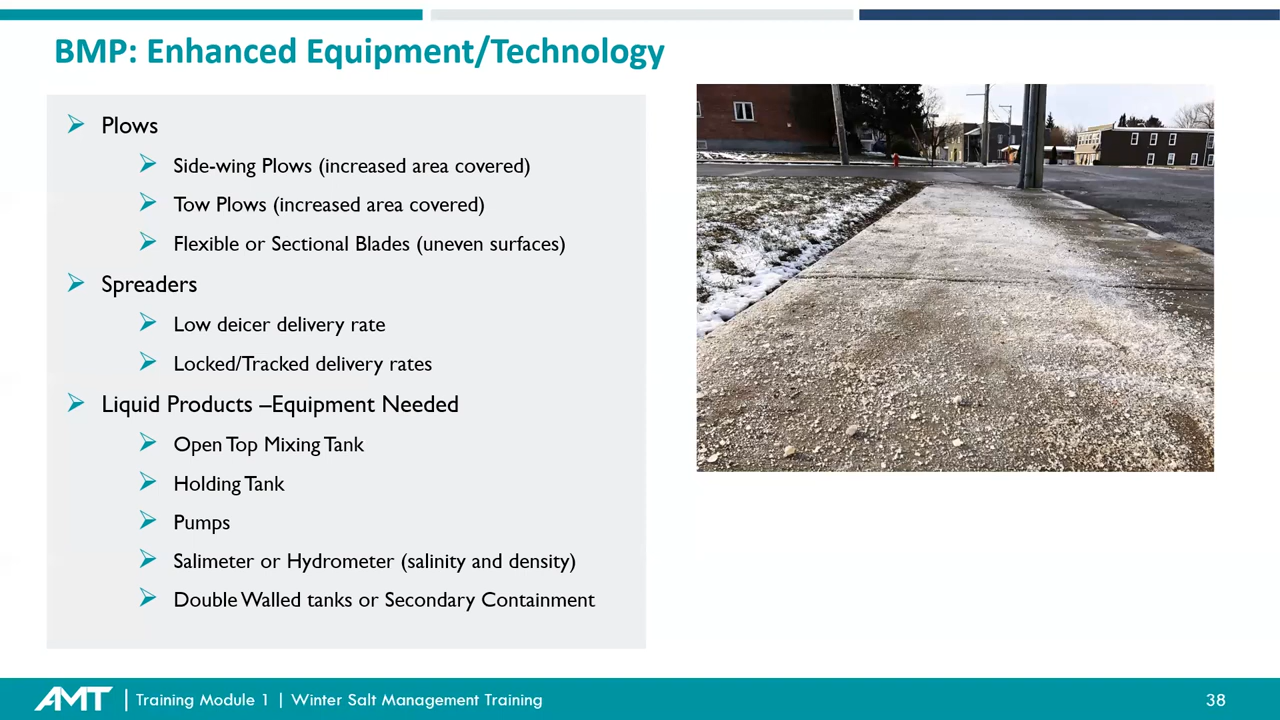 BMP: Enhanced Equipment/Technology
Plows
Side-wing Plows (increased area covered)
Tow Plows (increased area covered)
Flexible or Sectional Blades (uneven surfaces)
Spreaders
Low deicer delivery rate
Locked/Tracked delivery rates
Liquid Products –Equipment Needed
Open Top Mixing Tank
Holding Tank
Pumps
Salimeter or Hydrometer (salinity and density)
Double Walled tanks or Secondary Containment
AMT | Training Module 1 | Winter Salt Management Training 38